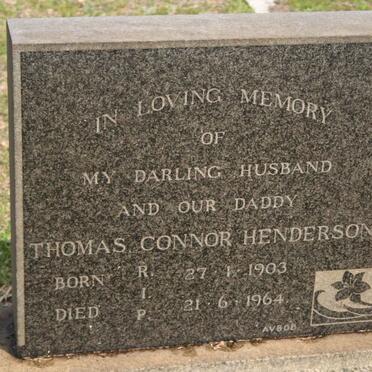 IN LOVING MEMORY
OF
MY DARLING HUSBAND
AND OUR DADDY
THOMAS CONNOR HENDERSON
BORN R. 27·1·1903
I.
DIED P. 21·6·1964